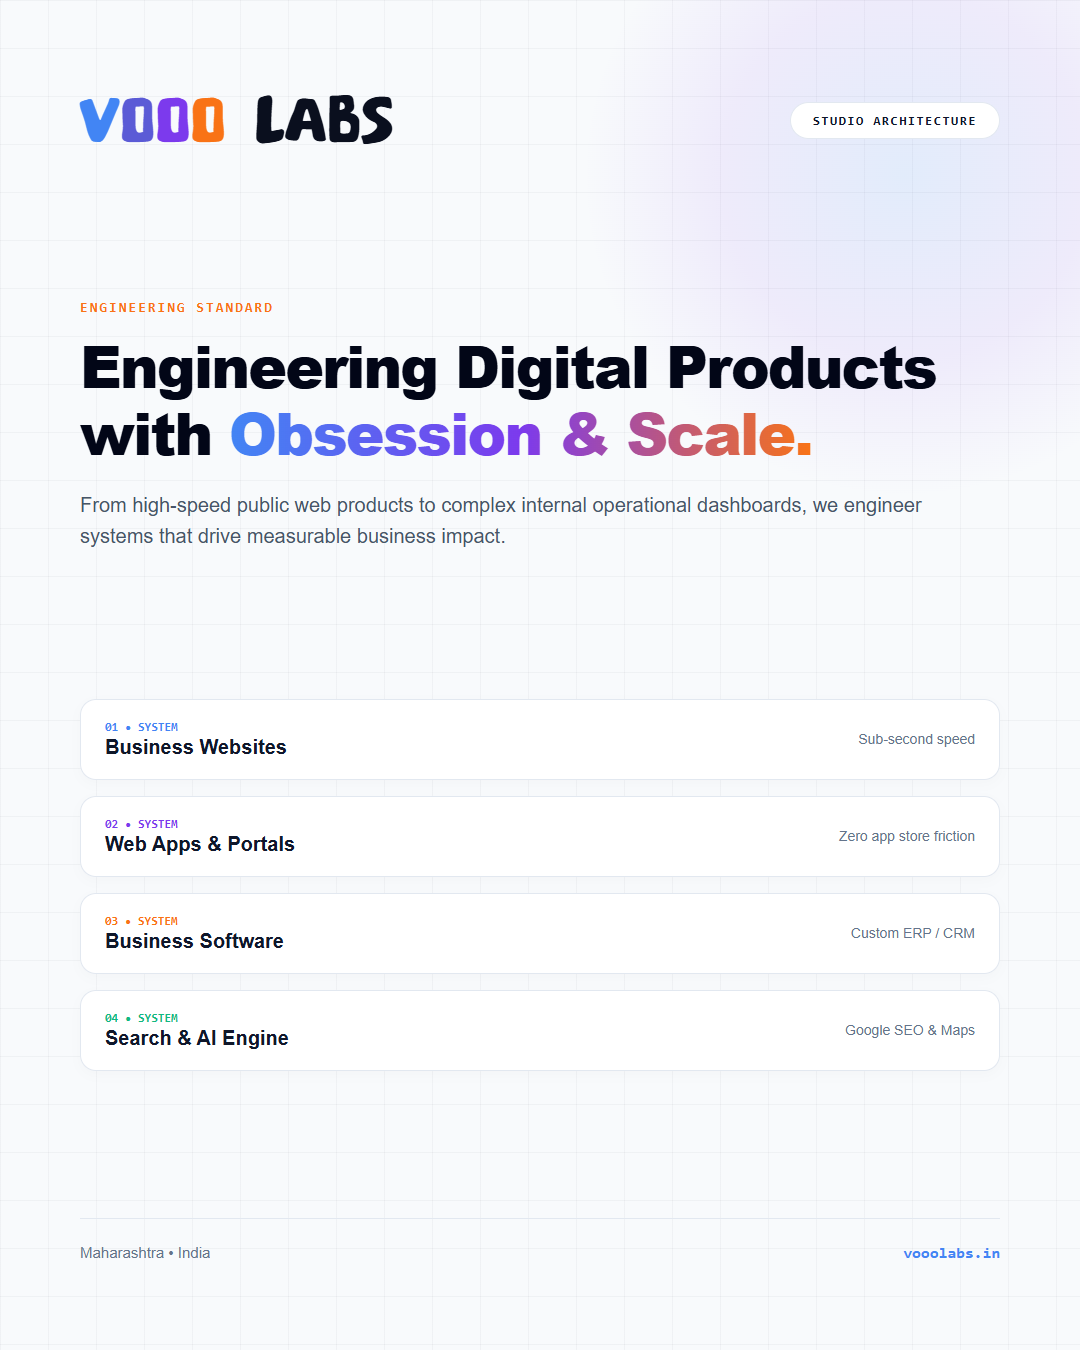 VOOO LABS
STUDIO ARCHITECTURE
ENGINEERING STANDARD
Engineering Digital Products
with Obsession & Scale.
From high-speed public web products to complex internal operational dashboards, we engineer
systems that drive measurable business impact.
01 • SYSTEM
Business Websites
Sub-second speed
02 • SYSTEM
Web Apps & Portals
Zero app store friction
03 • SYSTEM
Business Software
Custom ERP / CRM
04 • SYSTEM
Search & AI Engine
Google SEO & Maps
Maharashtra • India
vooolabs.in